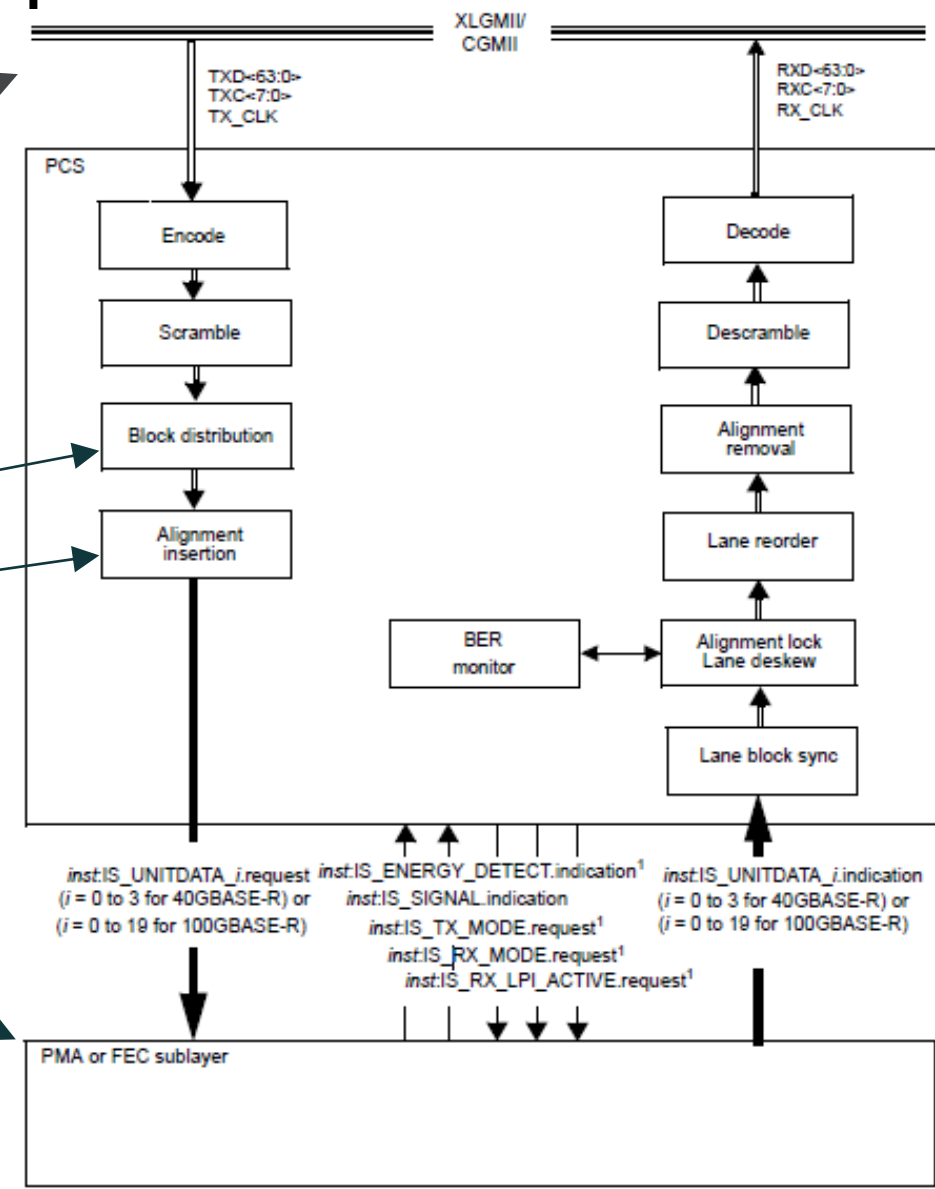 XLGMII/
CGMII
TXD<63:0>
TXC<7:0>
TX_CLK
RXD<63:0>
RXC<7:0>
RX_CLK
PCS
Encode
Scramble
Block distribution
Alignment
insertion
Decode
Descramble
Alignment
removal
Lane reorder
Alignment lock
Lane deskew
BER
monitor
Lane block sync
inst:IS_UNITDATA_i.request
(i = 0 to 3 for 40GBASE-R) or
(i = 0 to 19 for 100GBASE-R)
inst:IS_ENERGY_DETECT.indication¹
inst:IS_SIGNAL.indication
inst:IS_TX_MODE.request¹
inst:IS_RX_MODE.request¹
inst:IS_RX_LPI_ACTIVE.request¹
inst:IS_UNITDATA_i.indication
(i = 0 to 3 for 40GBASE-R) or
(i = 0 to 19 for 100GBASE-R)
PMA or FEC sublayer